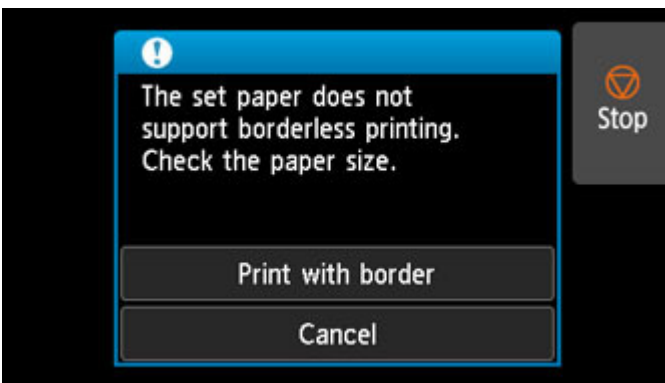 The set paper does not
support borderless printing.
Check the paper size.
Stop
Print with border
Cancel